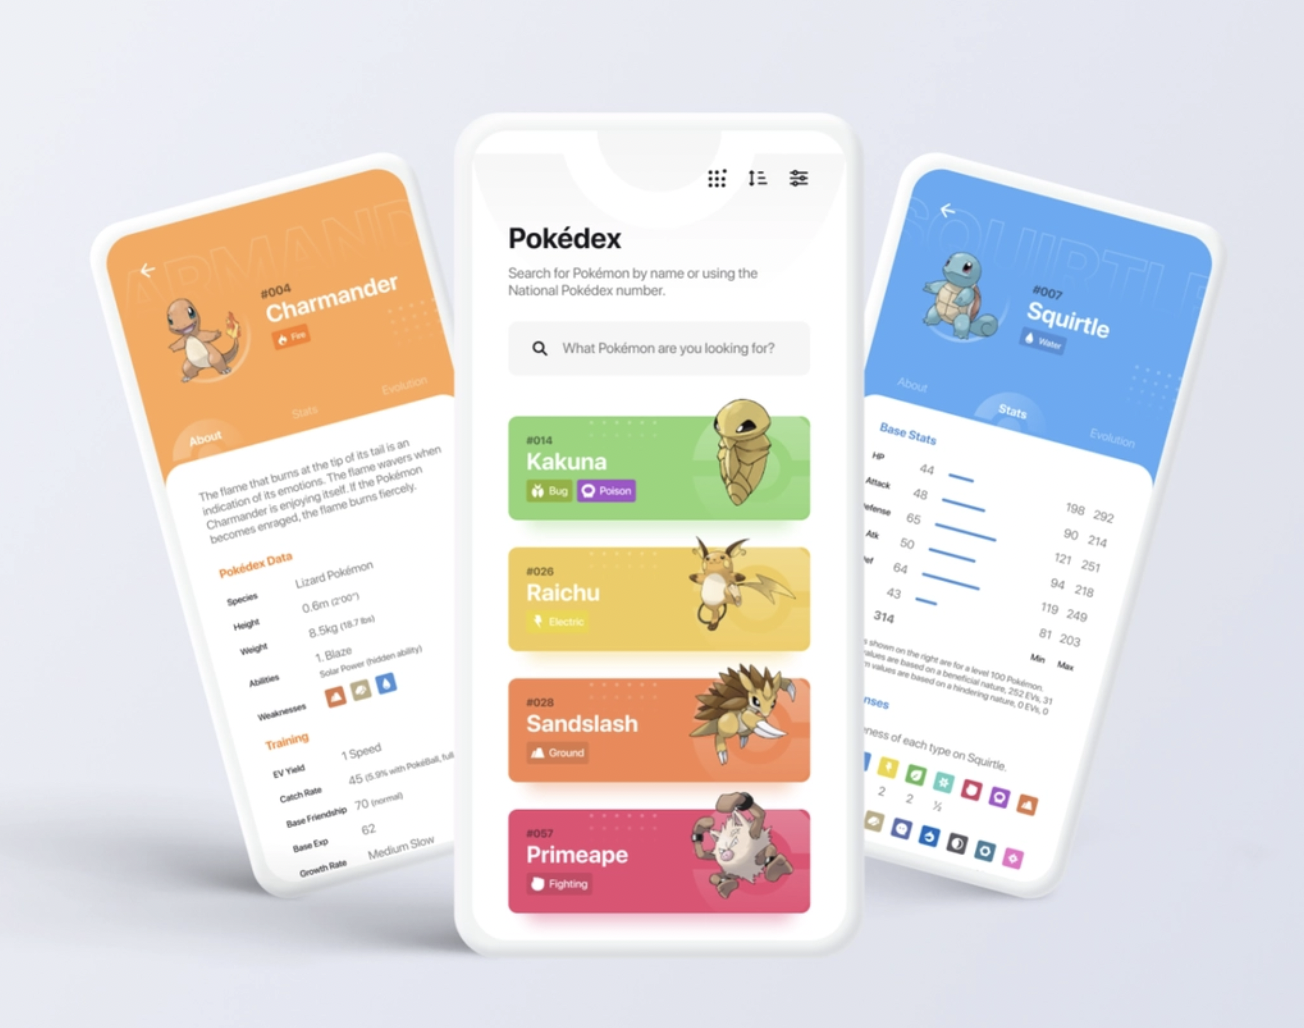 ARMAND
#004
Charmander
Fire
About
Stats
Evolution
The flame that burns at the tip of its tail is an
indication of its emotions. The flame wavers when
Charmander is enjoying itself. If the Pokémon
becomes enraged, the flame burns fiercely.
Pokédex Data
Species Lizard Pokémon
Height 0.6m (2'00")
Weight 8.5kg (18.7 lbs)
Abilities 1. Blaze
Solar Power (hidden ability)
Weaknesses
Training
EV Yield 1 Speed
Catch Rate 45 (5.9% with PokéBall, full
Base Friendship 70 (normal)
Base Exp 62
Growth Rate Medium Slow
Pokédex
Search for Pokémon by name or using the
National Pokédex number.
What Pokémon are you looking for?
#014
Kakuna
Bug Poison
#026
Raichu
Electric
#028
Sandslash
Ground
#057
Primeape
Fighting
SQUIRTLE
#007
Squirtle
Water
About
Stats
Evolution
Base Stats
HP 44 198 292
Attack 48 90 214
efense 65 121 251
Atk 50 94 218
ef 64 119 249
43 81 203
314 Min Max
s shown on the right are for a level 100 Pokémon.
values are based on a beneficial nature, 252 EVs, 31
m values are based on a hindering nature, 0 EVs, 0
nses
eness of each type on Squirtle.
2 2 ½